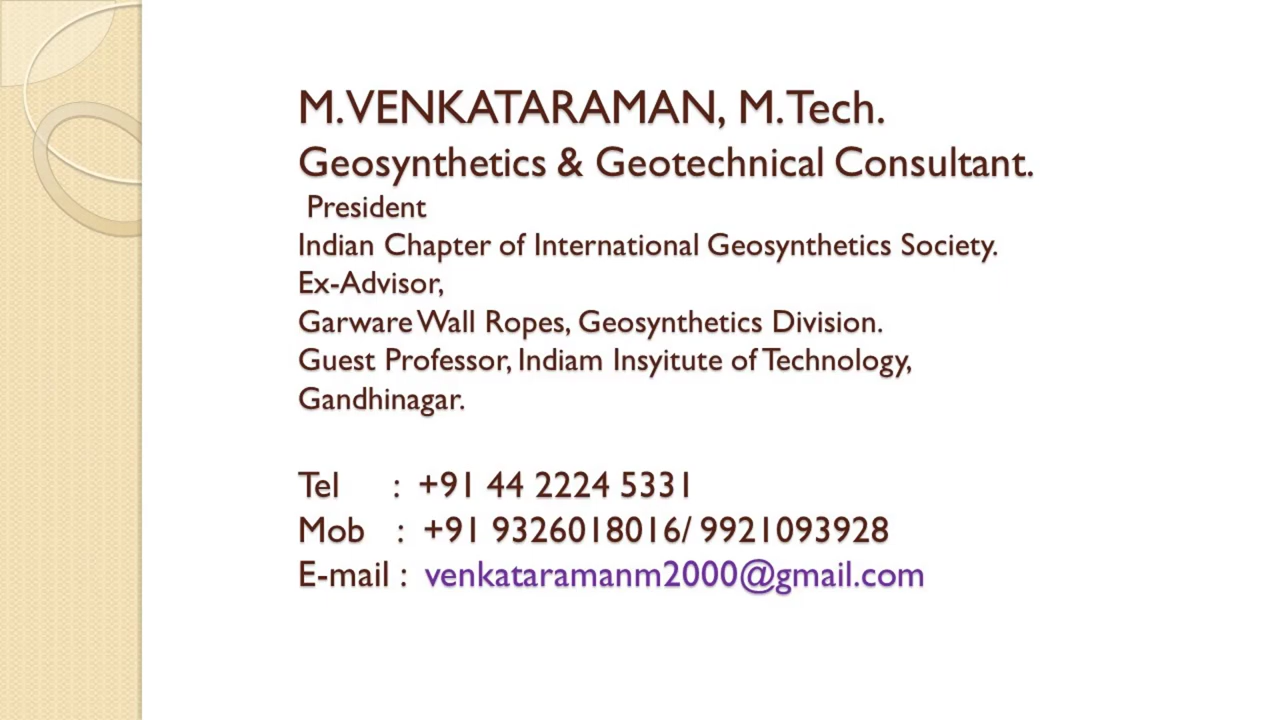 M.VENKATARAMAN, M.Tech.
Geosynthetics & Geotechnical Consultant.
President
Indian Chapter of International Geosynthetics Society.
Ex-Advisor,
Garware Wall Ropes, Geosynthetics Division.
Guest Professor, Indiam Insyitute of Technology,
Gandhinagar.
Tel : +91 44 2224 5331
Mob : +91 9326018016/ 9921093928
E-mail : venkataramanm2000@gmail.com